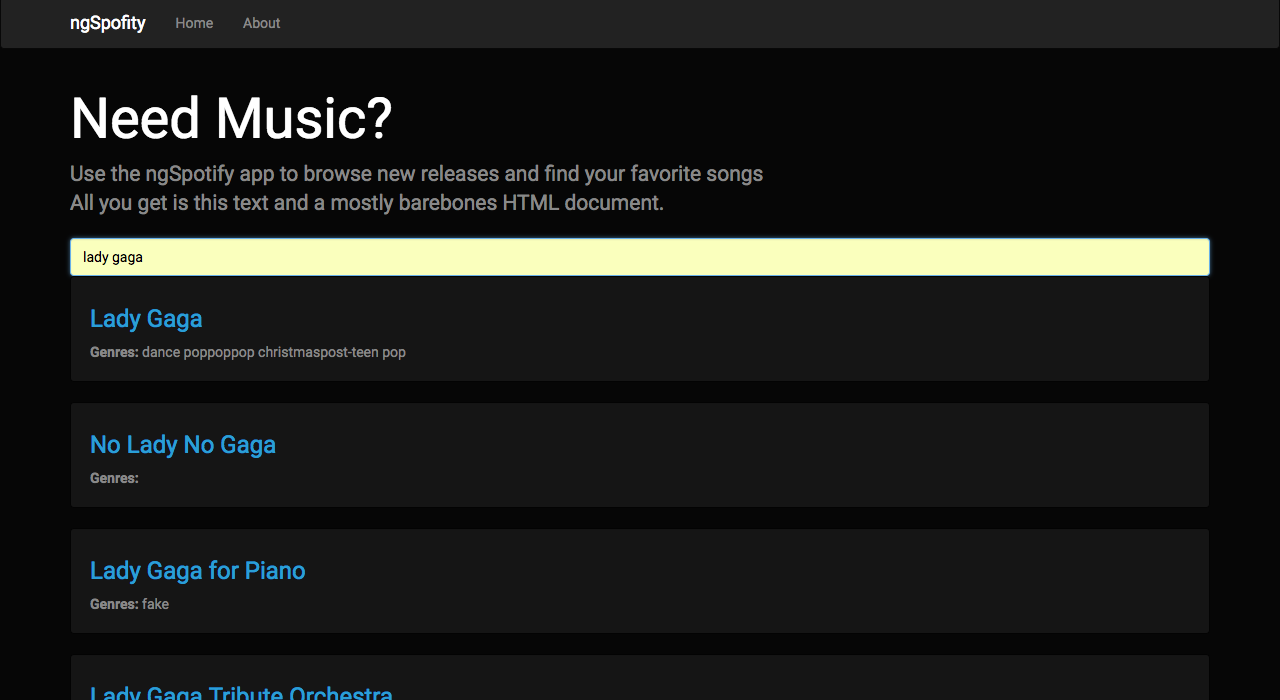 ngSpofity Home About
Need Music?
Use the ngSpotify app to browse new releases and find your favorite songs
All you get is this text and a mostly barebones HTML document.
lady gaga
Lady Gaga
Genres: dance poppoppop christmaspost-teen pop
No Lady No Gaga
Genres:
Lady Gaga for Piano
Genres: fake
Lady Gaga Tribute Orchestra